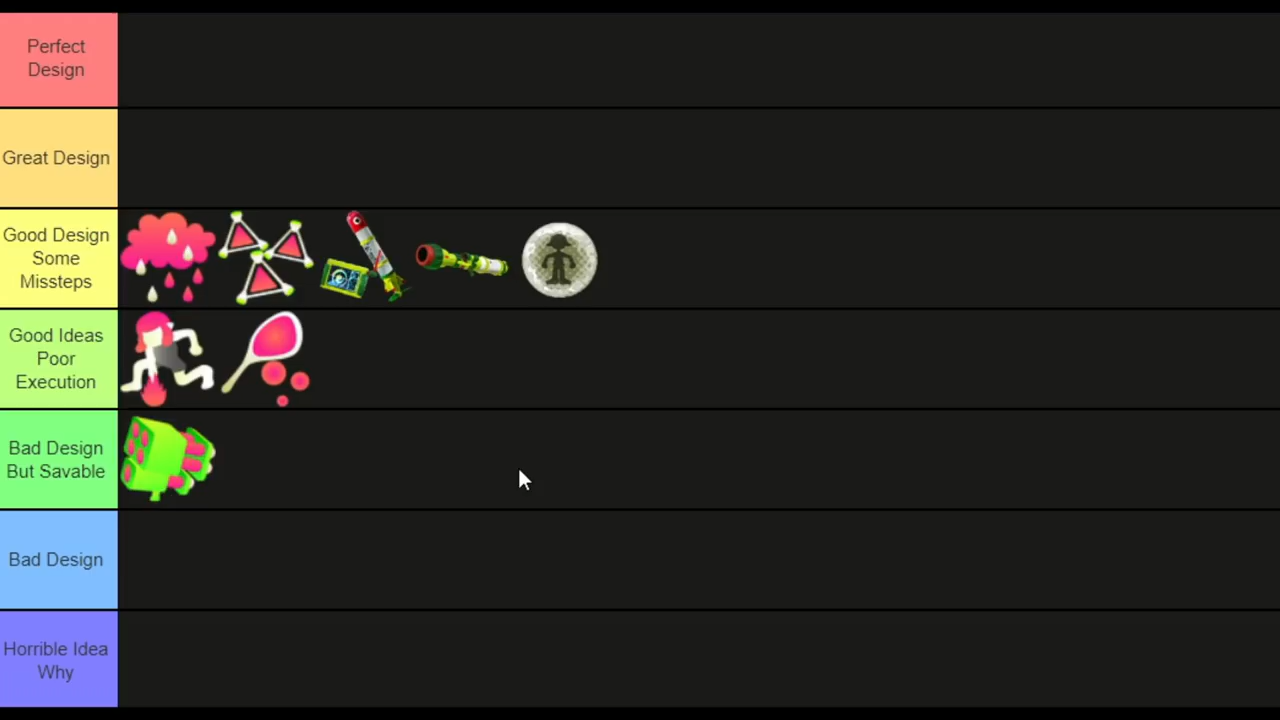 Perfect
Design
Great Design
Good Design
Some
Missteps
Good Ideas
Poor
Execution
Bad Design
But Savable
Bad Design
Horrible Idea
Why